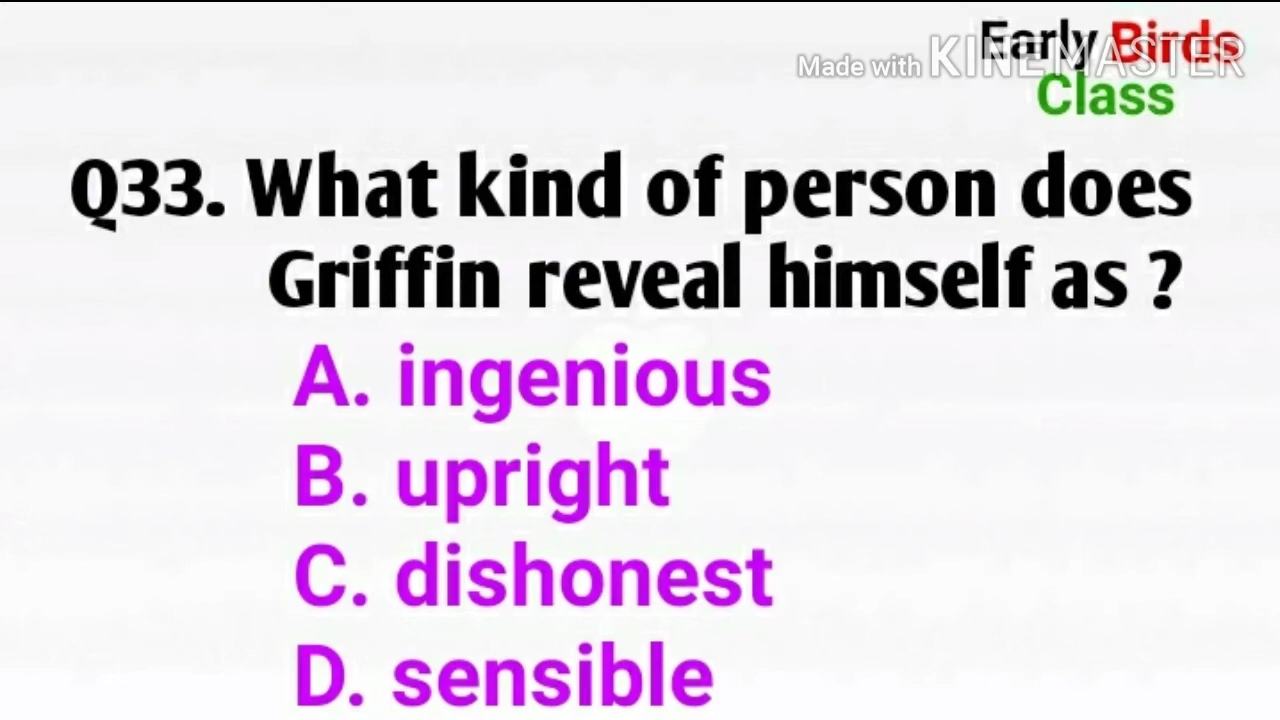 Early Birds
Made with KINEMASTER
Class
Q33. What kind of person does
Griffin reveal himself as ?
A. ingenious
B. upright
C. dishonest
D. sensible